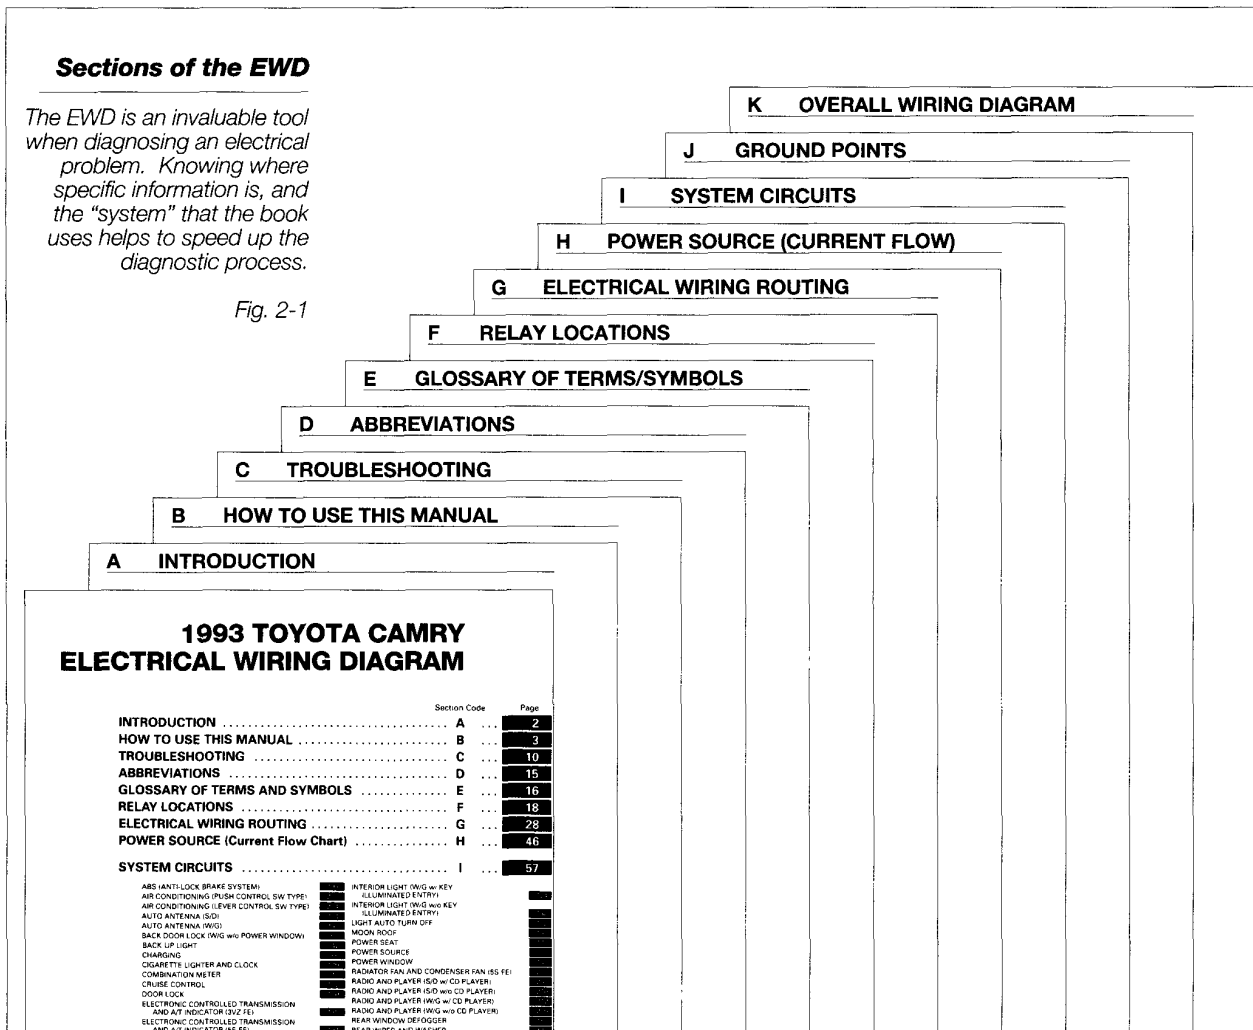 Sections of the EWD
The EWD is an invaluable tool
when diagnosing an electrical
problem. Knowing where
specific information is, and
the “system” that the book
uses helps to speed up the
diagnostic process.
Fig. 2-1
K OVERALL WIRING DIAGRAM
J GROUND POINTS
I SYSTEM CIRCUITS
H POWER SOURCE (CURRENT FLOW)
G ELECTRICAL WIRING ROUTING
F RELAY LOCATIONS
E GLOSSARY OF TERMS/SYMBOLS
D ABBREVIATIONS
C TROUBLESHOOTING
B HOW TO USE THIS MANUAL
A INTRODUCTION
1993 TOYOTA CAMRY
ELECTRICAL WIRING DIAGRAM
Section Code Page
INTRODUCTION ... A ... 2
HOW TO USE THIS MANUAL ... B ... 3
TROUBLESHOOTING ... C ... 10
ABBREVIATIONS ... D ... 15
GLOSSARY OF TERMS AND SYMBOLS ... E ... 16
RELAY LOCATIONS ... F ... 18
ELECTRICAL WIRING ROUTING ... G ... 28
POWER SOURCE (Current Flow Chart) ... H ... 46
SYSTEM CIRCUITS ... I ... 57
ABS (ANTI-LOCK BRAKE SYSTEM)
AIR CONDITIONING (PUSH CONTROL SW TYPE)
AIR CONDITIONING (LEVER CONTROL SW TYPE)
AUTO ANTENNA (S/D)
AUTO ANTENNA (W/G)
BACK DOOR LOCK (W/G w/o POWER WINDOW)
BACK UP LIGHT
CHARGING
CIGARETTE LIGHTER AND CLOCK
COMBINATION METER
CRUISE CONTROL
DOOR LOCK
ELECTRONIC CONTROLLED TRANSMISSION
AND A/T INDICATOR (3VZ FE)
ELECTRONIC CONTROLLED TRANSMISSION
AND A/T INDICATOR (5S FE)
INTERIOR LIGHT (W/G w/ KEY
ILLUMINATED ENTRY)
INTERIOR LIGHT (W/G w/o KEY
ILLUMINATED ENTRY)
LIGHT AUTO TURN OFF
MOON ROOF
POWER SEAT
POWER SOURCE
POWER WINDOW
RADIATOR FAN AND CONDENSER FAN (5S FE)
RADIO AND PLAYER (S/D w/ CD PLAYER)
RADIO AND PLAYER (S/D w/o CD PLAYER)
RADIO AND PLAYER (W/G w/ CD PLAYER)
RADIO AND PLAYER (W/G w/o CD PLAYER)
REAR WINDOW DEFOGGER
REAR WIPER AND WASHER